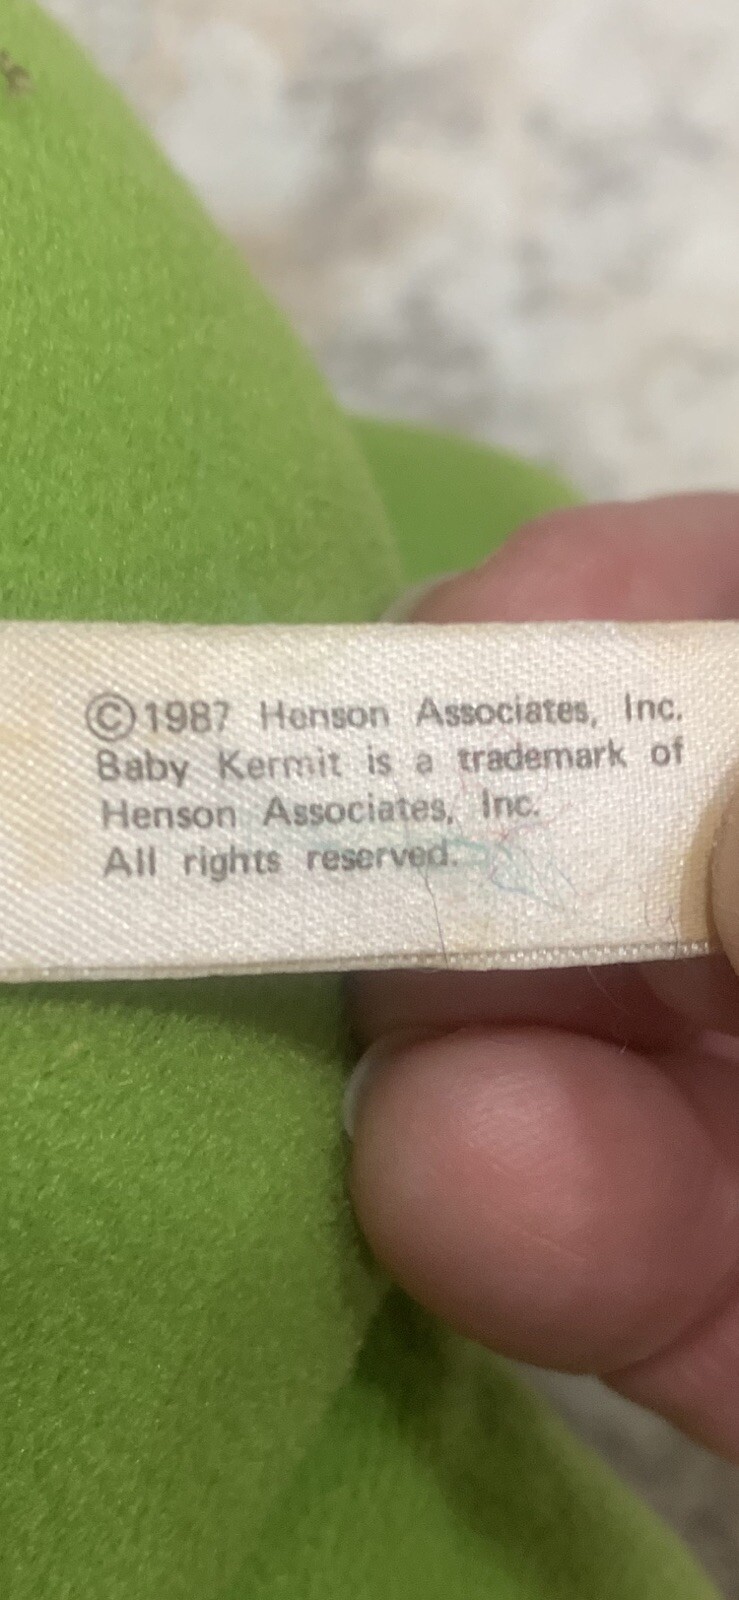 ©1987 Henson Associates, Inc.
Baby Kermit is a trademark of
Henson Associates, Inc.
All rights reserved.